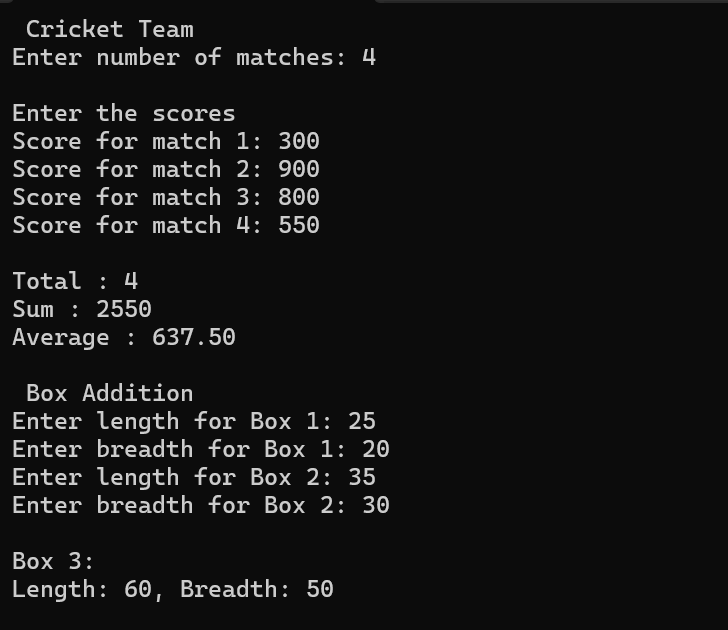 Cricket Team
Enter number of matches: 4
Enter the scores
Score for match 1: 300
Score for match 2: 900
Score for match 3: 800
Score for match 4: 550
Total : 4
Sum : 2550
Average : 637.50
Box Addition
Enter length for Box 1: 25
Enter breadth for Box 1: 20
Enter length for Box 2: 35
Enter breadth for Box 2: 30
Box 3:
Length: 60, Breadth: 50